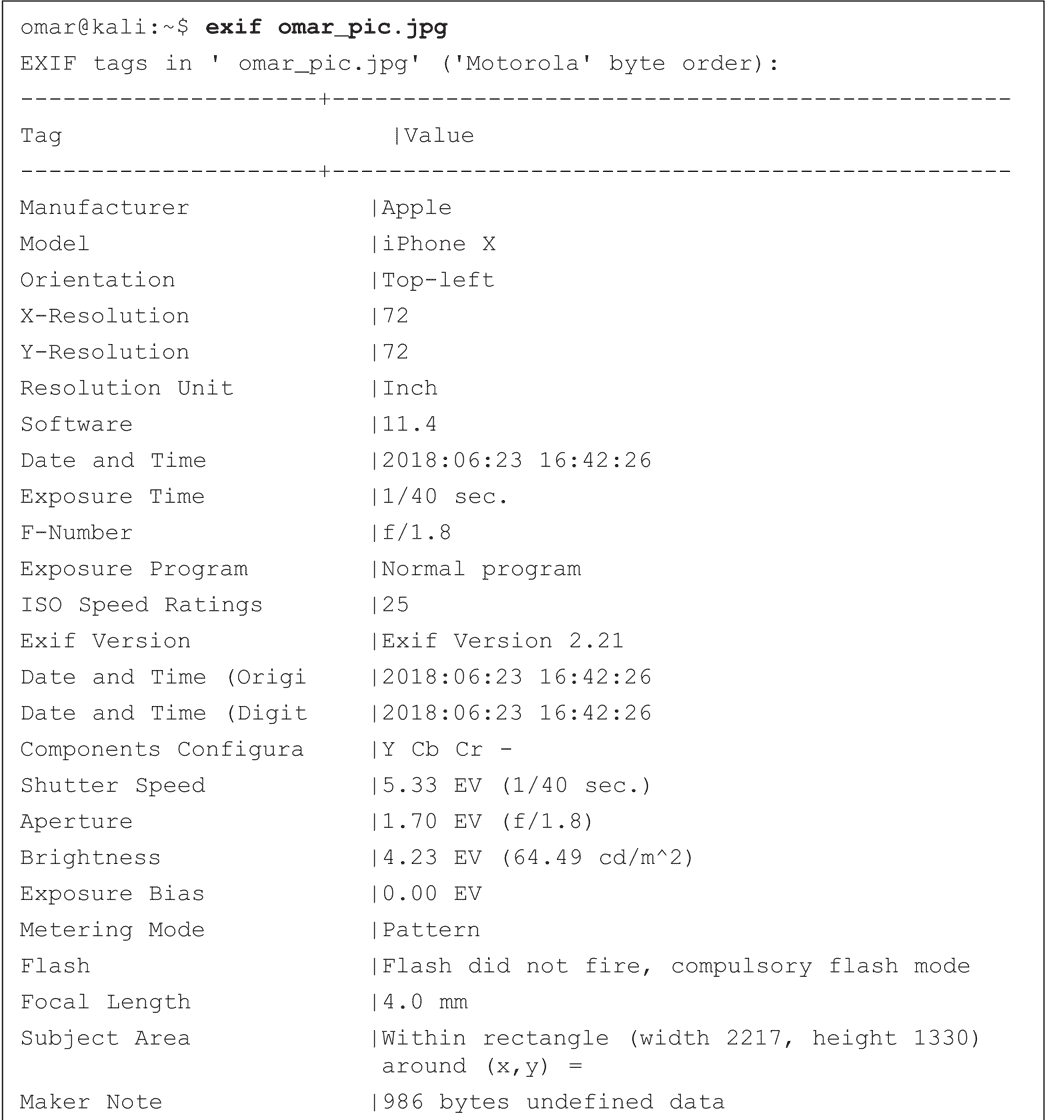 omar@kali:~$ exif omar_pic.jpg
EXIF tags in ' omar_pic.jpg' ('Motorola' byte order):
---------------------+------------------------------------------------
Tag |Value
---------------------+------------------------------------------------
Manufacturer |Apple
Model |iPhone X
Orientation |Top-left
X-Resolution |72
Y-Resolution |72
Resolution Unit |Inch
Software |11.4
Date and Time |2018:06:23 16:42:26
Exposure Time |1/40 sec.
F-Number |f/1.8
Exposure Program |Normal program
ISO Speed Ratings |25
Exif Version |Exif Version 2.21
Date and Time (Origi |2018:06:23 16:42:26
Date and Time (Digit |2018:06:23 16:42:26
Components Configura |Y Cb Cr -
Shutter Speed |5.33 EV (1/40 sec.)
Aperture |1.70 EV (f/1.8)
Brightness |4.23 EV (64.49 cd/m^2)
Exposure Bias |0.00 EV
Metering Mode |Pattern
Flash |Flash did not fire, compulsory flash mode
Focal Length |4.0 mm
Subject Area |Within rectangle (width 2217, height 1330)
around (x,y) =
Maker Note |986 bytes undefined data